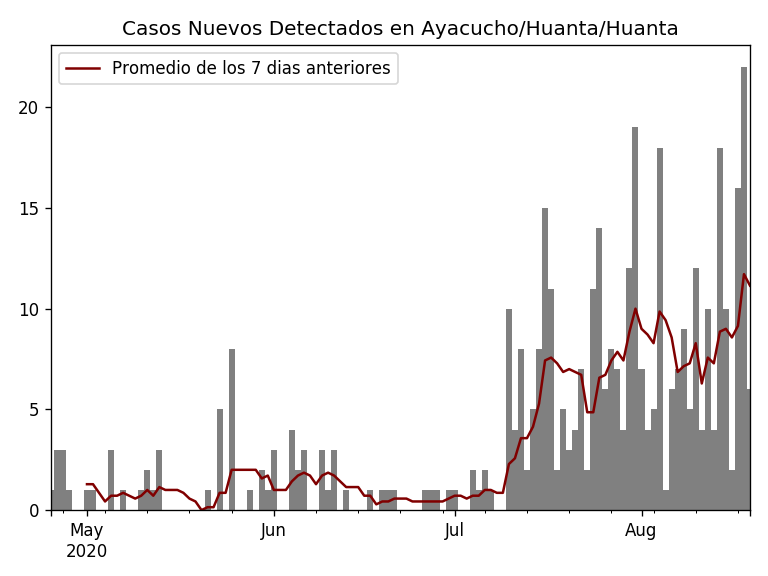 Casos Nuevos Detectados en Ayacucho/Huanta/Huanta
Promedio de los 7 dias anteriores
20
15
10
5
0
May Jun Jul Aug
2020